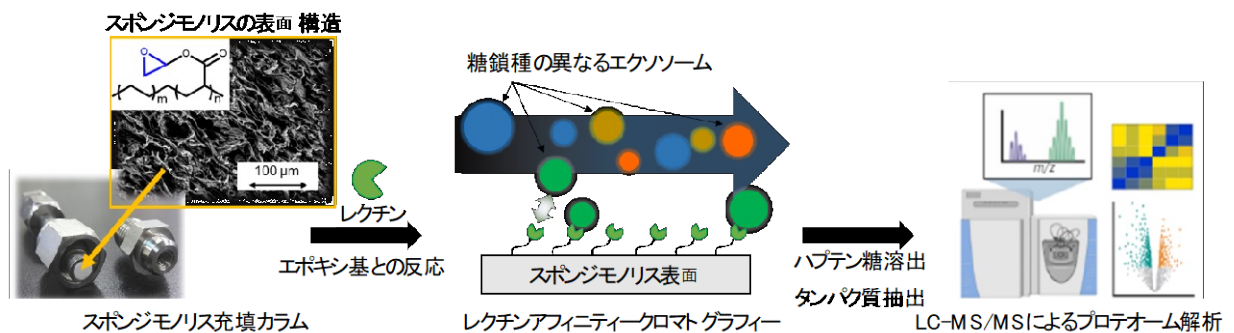 スポンジモノリスの表面 構造
O
O
O
m
n
100 µm
レクチン
エポキシ基との反応
スポンジモノリス充填カラム
糖鎖種の異なるエクソソーム
スポンジモノリス表面
レクチンアフィニティークロマトグラフィー
ハプテン糖溶出
タンパク質抽出
m/z
LC-MS/MSによるプロテオーム解析